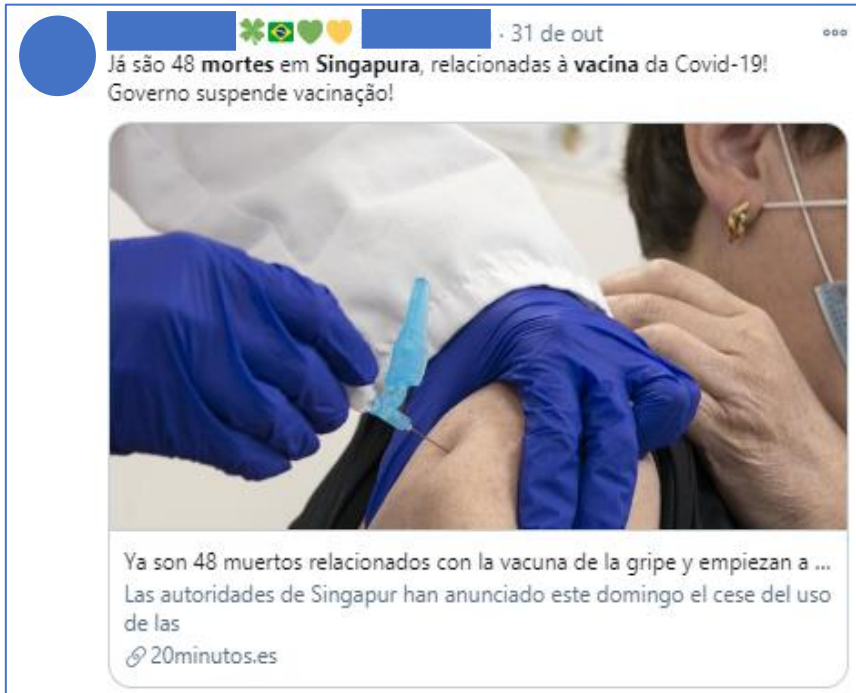 · 31 de out
Já são 48 mortes em Singapura, relacionadas à vacina da Covid-19!
Governo suspende vacinação!
Ya son 48 muertos relacionados con la vacuna de la gripe y empiezan a ...
Las autoridades de Singapur han anunciado este domingo el cese del uso
de las
20minutos.es